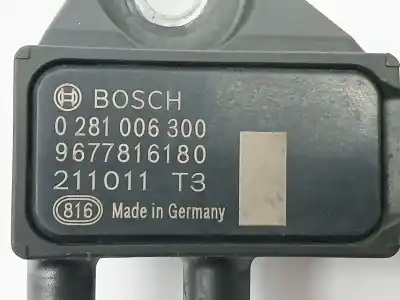 BOSCH
0 281 006 300
9677816180
211011 T3
816 Made in Germany